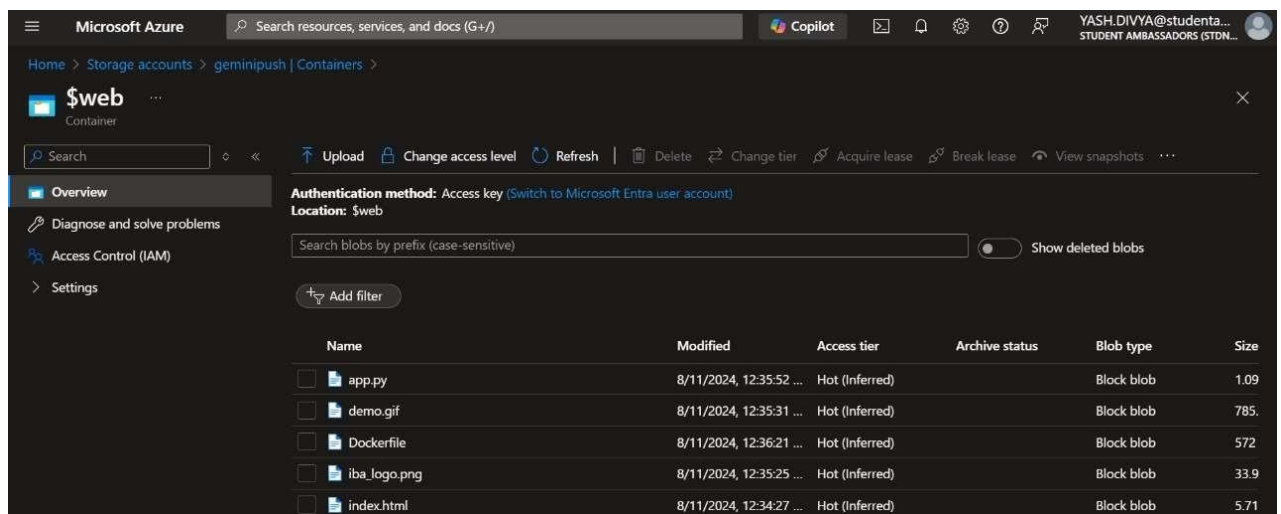 Microsoft Azure
Search resources, services, and docs (G+/)
Copilot
YASH.DIVYA@studenta...
STUDENT AMBASSADORS (STDN...
Home > Storage accounts > geminipush | Containers >
$web ...
Container
Search
Upload Change access level Refresh | Delete Change tier Acquire lease Break lease View snapshots ...
Overview
Diagnose and solve problems
Access Control (IAM)
Settings
Authentication method: Access key (Switch to Microsoft Entra user account)
Location: $web
Search blobs by prefix (case-sensitive)
Show deleted blobs
Add filter
Name Modified Access tier Archive status Blob type Size
app.py 8/11/2024, 12:35:52 ... Hot (Inferred) Block blob 1.09
demo.gif 8/11/2024, 12:35:31 ... Hot (Inferred) Block blob 785.
Dockerfile 8/11/2024, 12:36:21 ... Hot (Inferred) Block blob 572
iba_logo.png 8/11/2024, 12:35:25 ... Hot (Inferred) Block blob 33.9
index.html 8/11/2024, 12:34:27 ... Hot (Inferred) Block blob 5.71